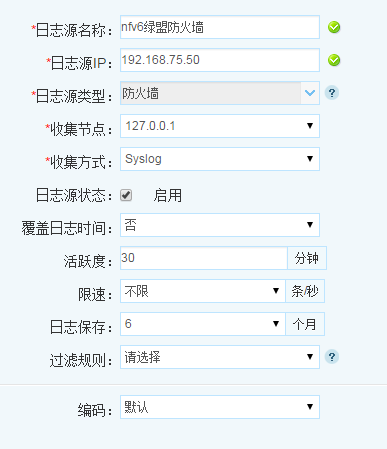 *日志源名称： nfv6绿盟防火墙
*日志源IP： 192.168.75.50
*日志源类型： 防火墙 ?
*收集节点： 127.0.0.1
*收集方式： Syslog
日志源状态： 启用
覆盖日志时间： 否
活跃度： 30 分钟
限速： 不限 条/秒
日志保存： 6 个月
过滤规则： 请选择 ?
编码： 默认